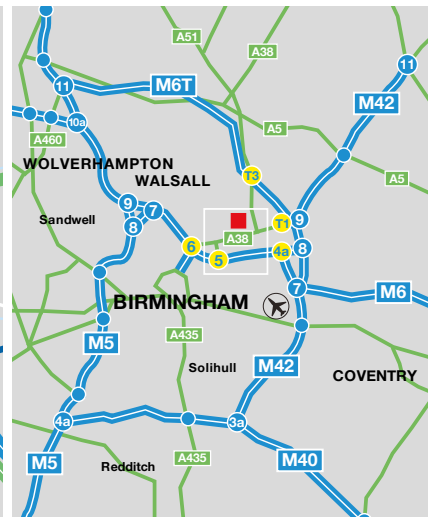 A51
A38
11
M6T
11
M42
10a
A5
A460
WOLVERHAMPTON
WALSALL
T3
A5
9
7
Sandwell
8
T1
9
6
A38
4a
8
5
7
BIRMINGHAM
M6
M5
A435
Solihull
M42
COVENTRY
4a
3a
M5
A435
M40
Redditch